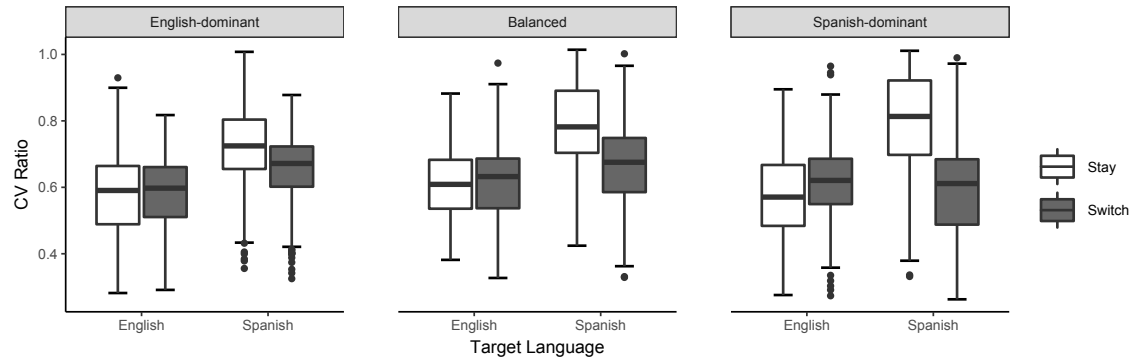 English-dominant
Balanced
Spanish-dominant
CV Ratio
1.0
0.8
0.6
0.4
English
Spanish
English
Spanish
English
Spanish
Target Language
Stay
Switch